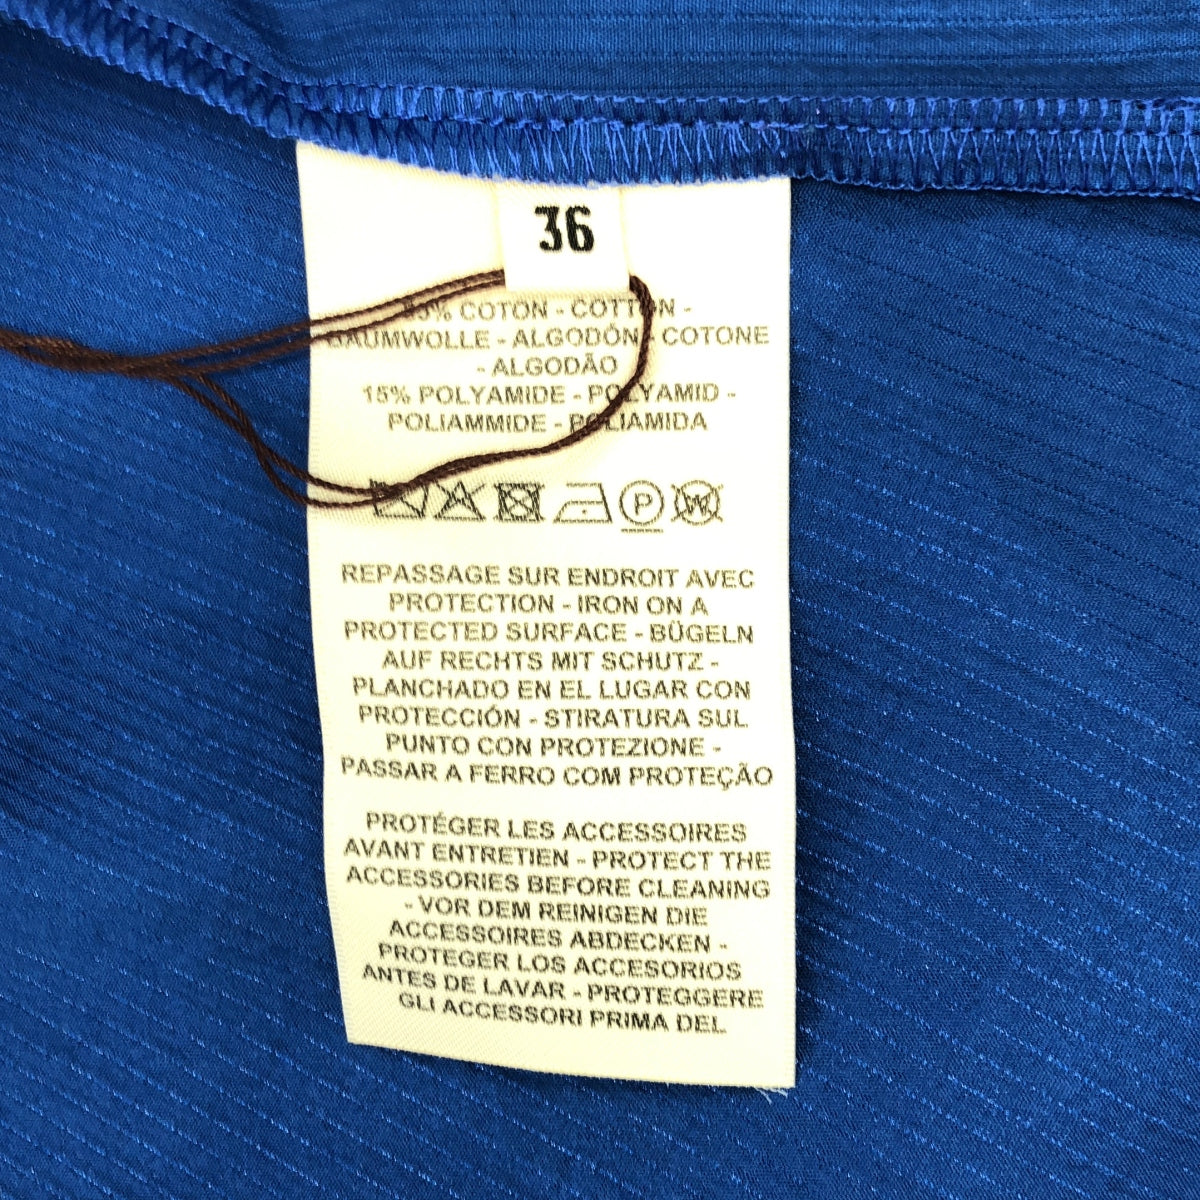 36
% COTON - COTTON -
BAUMWOLLE - ALGODÓN - COTONE
- ALGODÃO
15% POLYAMIDE - POLYAMID -
POLIAMMIDE - POLIAMIDA
P W
REPASSAGE SUR ENDROIT AVEC
PROTECTION - IRON ON A
PROTECTED SURFACE - BÜGELN
AUF RECHTS MIT SCHUTZ -
PLANCHADO EN EL LUGAR CON
PROTECCIÓN - STIRATURA SUL
PUNTO CON PROTEZIONE -
PASSAR A FERRO COM PROTEÇÃO
PROTÉGER LES ACCESSOIRES
AVANT ENTRETIEN - PROTECT THE
ACCESSORIES BEFORE CLEANING
- VOR DEM REINIGEN DIE
ACCESSOIRES ABDECKEN -
PROTEGER LOS ACCESORIOS
ANTES DE LAVAR - PROTEGGERE
GLI ACCESSORI PRIMA DEL